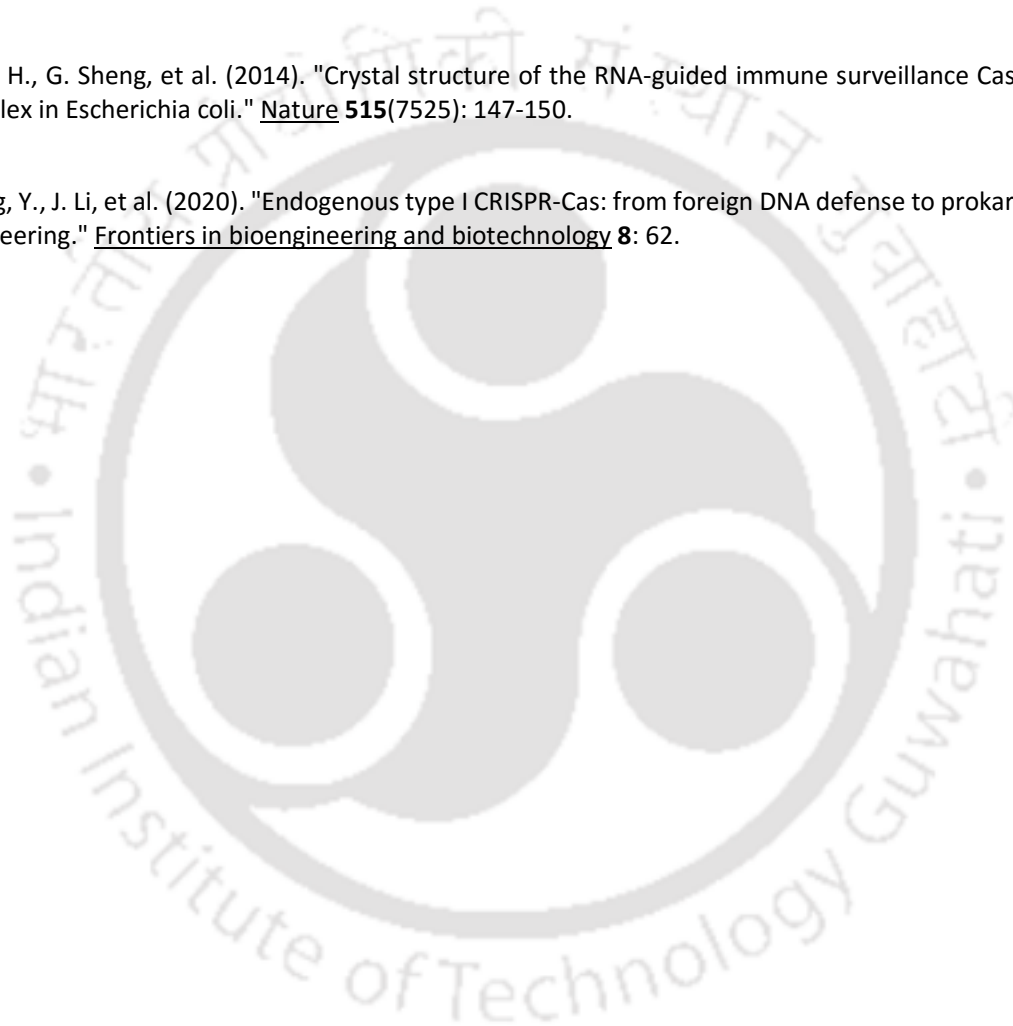 H., G. Sheng, et al. (2014). "Crystal structure of the RNA-guided immune surveillance Cas
lex in Escherichia coli." Nature 515(7525): 147-150.
g, Y., J. Li, et al. (2020). "Endogenous type I CRISPR-Cas: from foreign DNA defense to prokar
eering." Frontiers in bioengineering and biotechnology 8: 62.
भारतीय प्रौद्योगिकी संस्थान गुवाहाटी
Indian Institute of Technology Guwahati